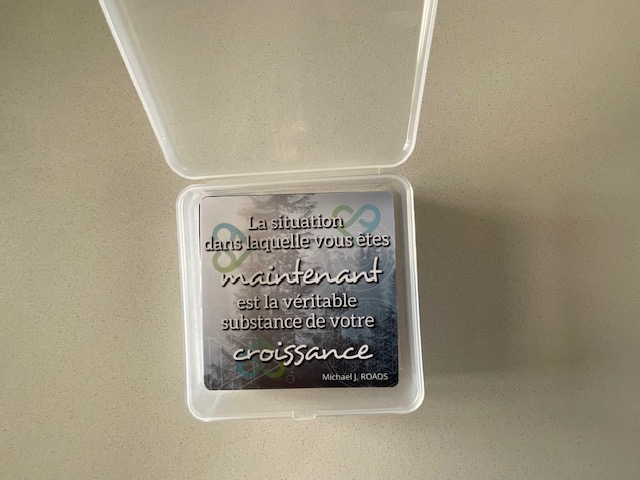 La situation
dans laquelle vous êtes
maintenant
est la véritable
substance de votre
croissance
Michael J. ROADS